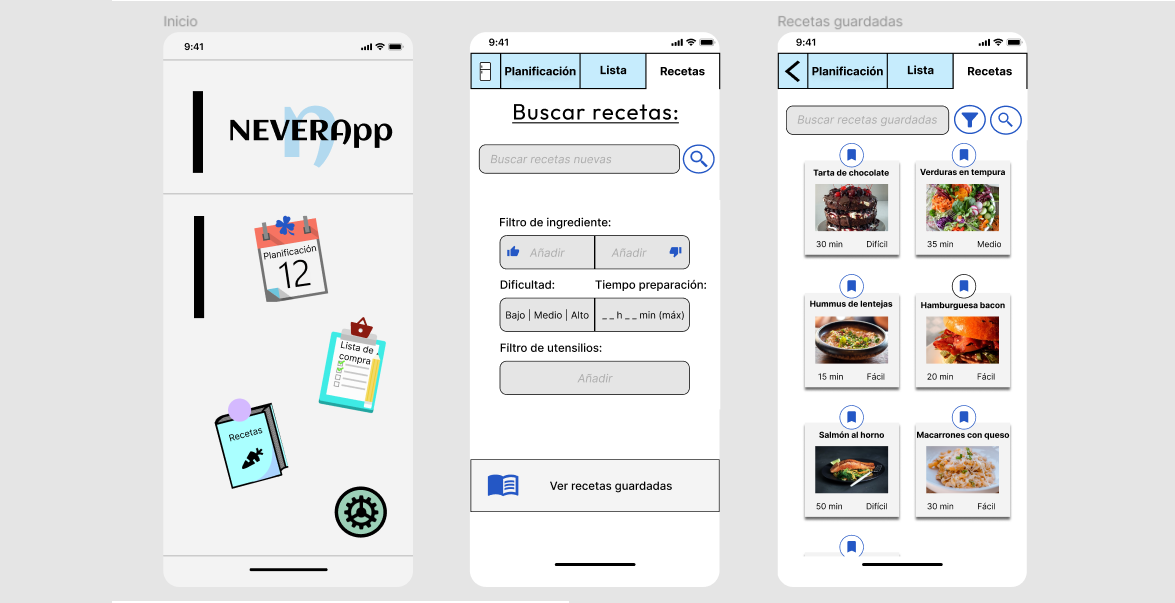 Inicio
9:41
NEVERApp
n
Planificación
12
Lista de
compra
Recetas
9:41
Planificación
Lista
Recetas
Buscar recetas:
Buscar recetas nuevas
Filtro de ingrediente:
Añadir
Añadir
Dificultad:
Tiempo preparación:
Bajo | Medio | Alto
_ _ h _ _ min (máx)
Filtro de utensilios:
Añadir
Ver recetas guardadas
Recetas guardadas
9:41
Planificación
Lista
Recetas
Buscar recetas guardadas
Tarta de chocolate
30 min
Difícil
Verduras en tempura
35 min
Medio
Hummus de lentejas
15 min
Fácil
Hamburguesa bacon
20 min
Fácil
Salmón al horno
50 min
Difícil
Macarrones con queso
30 min
Fácil